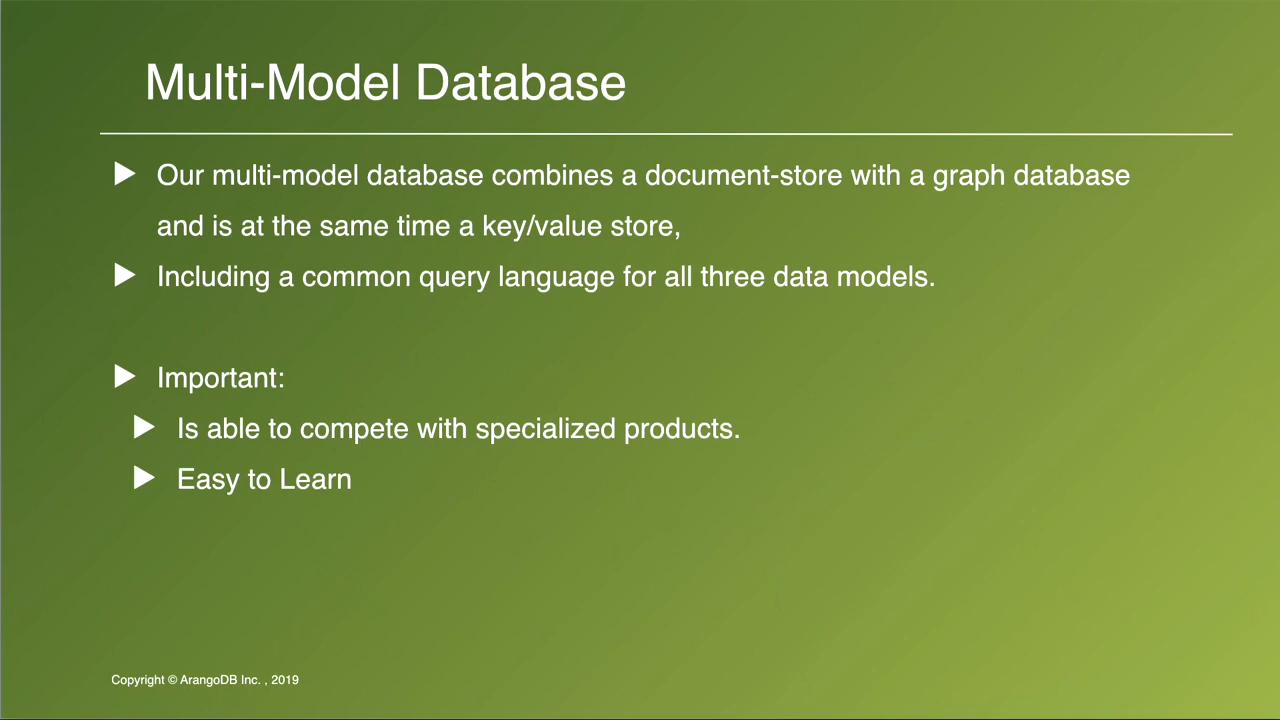 Multi-Model Database
▶ Our multi-model database combines a document-store with a graph database
and is at the same time a key/value store,
▶ Including a common query language for all three data models.
▶ Important:
▶ Is able to compete with specialized products.
▶ Easy to Learn
Copyright © ArangoDB Inc. , 2019